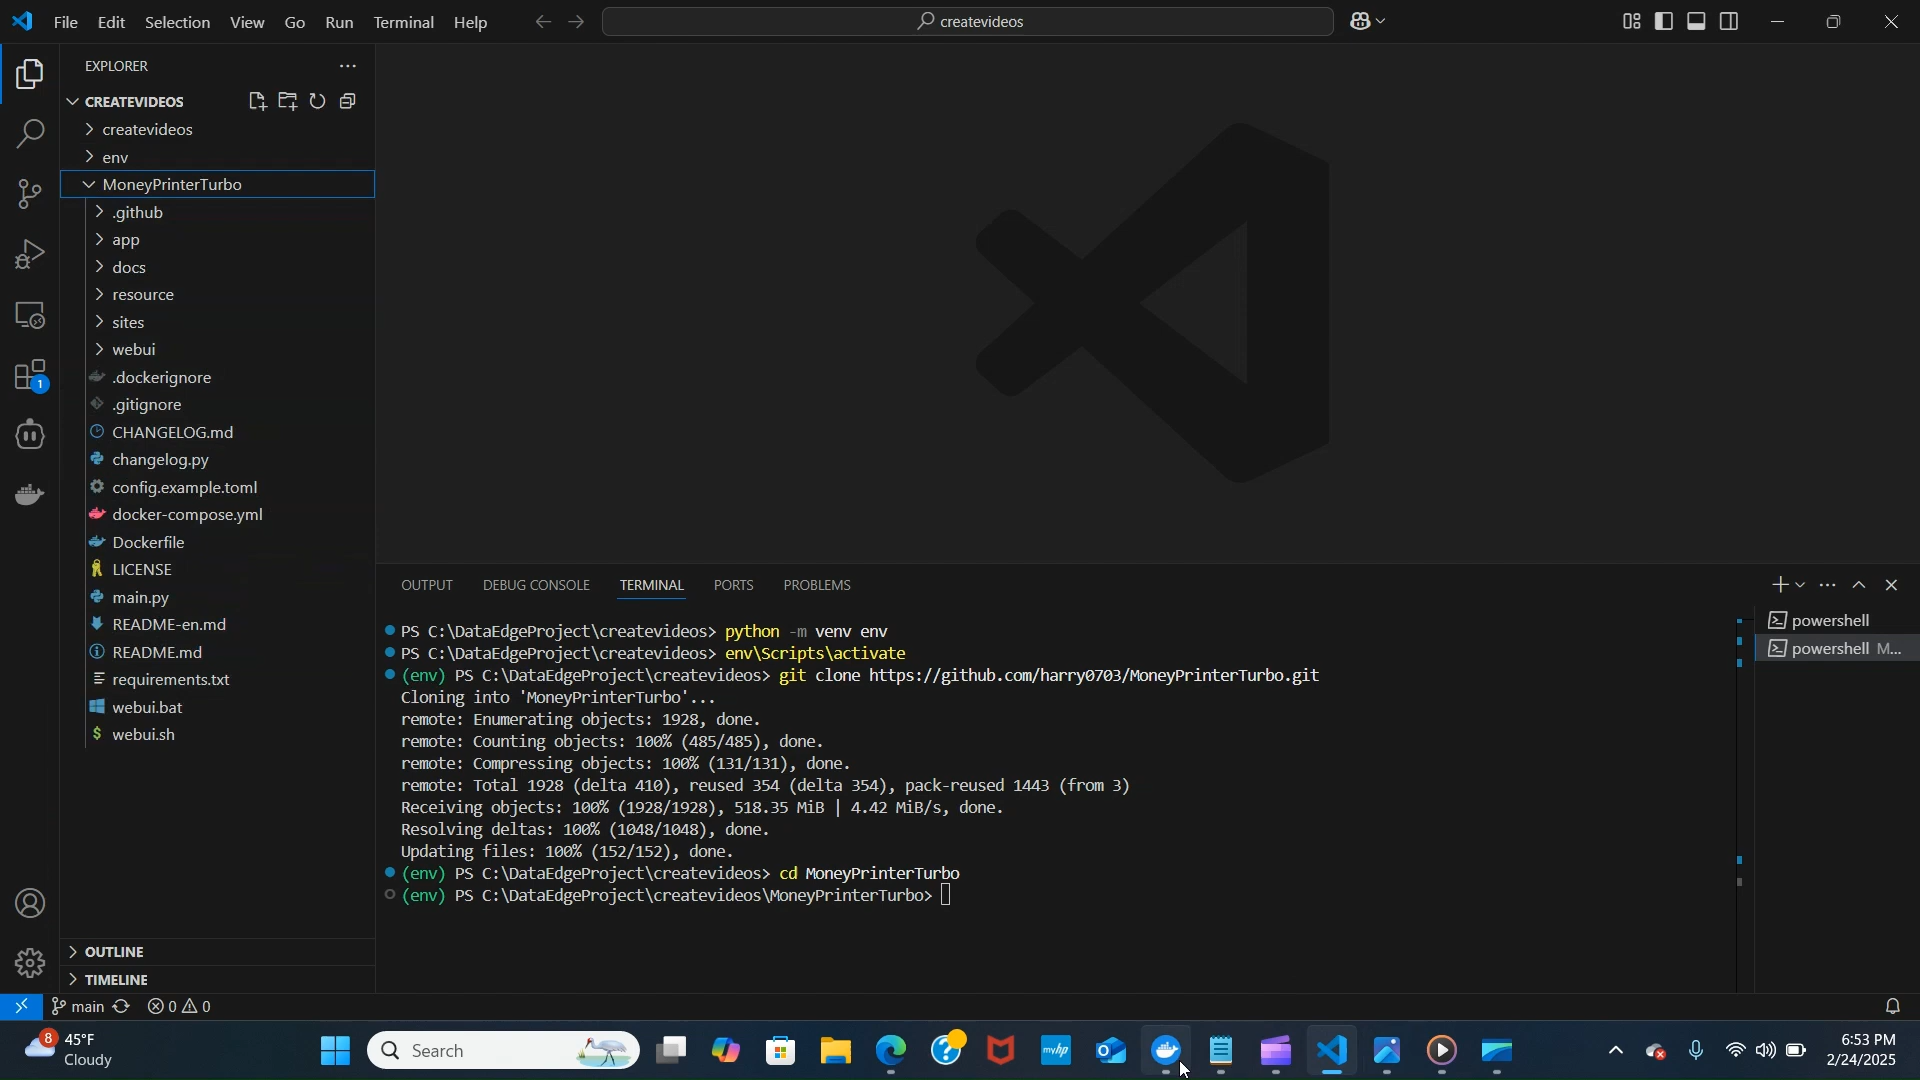 File Edit Selection View Go Run Terminal Help
createvideos
EXPLORER
CREATEVIDEOS
createvideos
env
MoneyPrinterTurbo
.github
app
docs
resource
sites
webui
.dockerignore
.gitignore
CHANGELOG.md
changelog.py
config.example.toml
docker-compose.yml
Dockerfile
LICENSE
main.py
README-en.md
README.md
requirements.txt
webui.bat
webui.sh
OUTLINE
TIMELINE
1
OUTPUT DEBUG CONSOLE TERMINAL PORTS PROBLEMS
powershell
powershell M...
PS C:\DataEdgeProject\createvideos> python -m venv env
PS C:\DataEdgeProject\createvideos> env\Scripts\activate
(env) PS C:\DataEdgeProject\createvideos> git clone https://github.com/harry0703/MoneyPrinterTurbo.git
Cloning into 'MoneyPrinterTurbo'...
remote: Enumerating objects: 1928, done.
remote: Counting objects: 100% (485/485), done.
remote: Compressing objects: 100% (131/131), done.
remote: Total 1928 (delta 410), reused 354 (delta 354), pack-reused 1443 (from 3)
Receiving objects: 100% (1928/1928), 518.35 MiB | 4.42 MiB/s, done.
Resolving deltas: 100% (1048/1048), done.
Updating files: 100% (152/152), done.
(env) PS C:\DataEdgeProject\createvideos> cd MoneyPrinterTurbo
(env) PS C:\DataEdgeProject\createvideos\MoneyPrinterTurbo>
main 0 0
8
45°F
Cloudy
Search
myhp
6:53 PM
2/24/2025